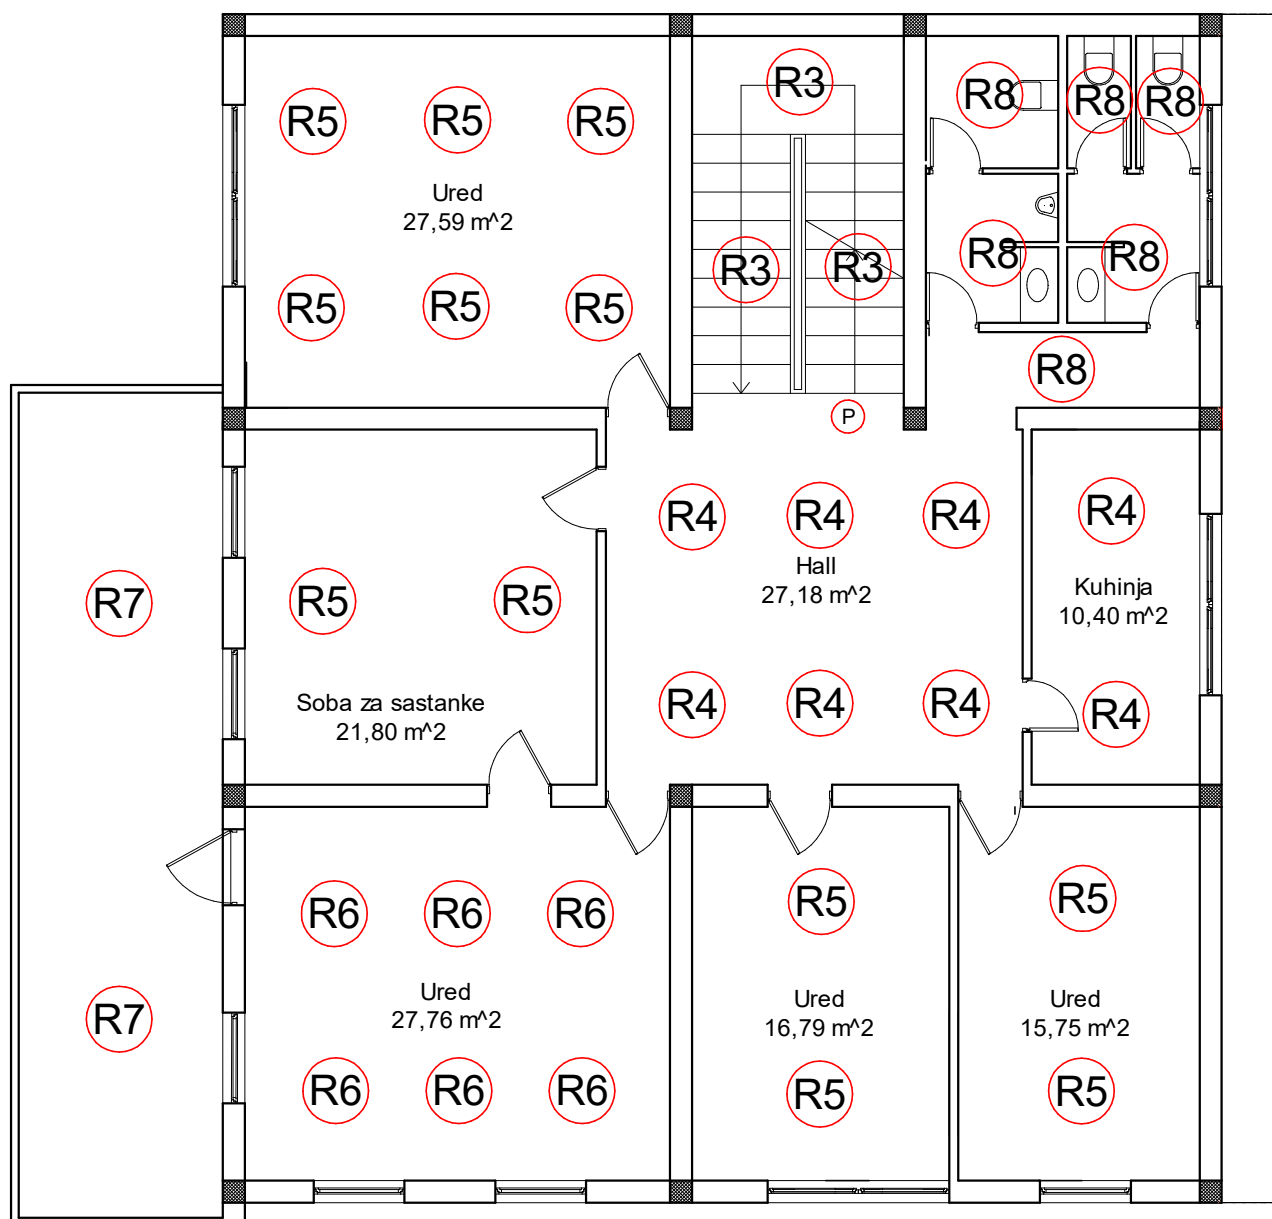 R3
R8 R8 R8
R5 R5 R5
Ured
27,59 m^2
R3 R3
R8 R8
R5 R5 R5
R8
P
R4 R4 R4 R4
Hall
27,18 m^2
Kuhinja
10,40 m^2
R7 R5 R5
Soba za sastanke
21,80 m^2
R4 R4 R4 R4
R6 R6 R6 R5 R5
Ured
27,76 m^2
Ured
16,79 m^2
Ured
15,75 m^2
R7
R6 R6 R6 R5 R5